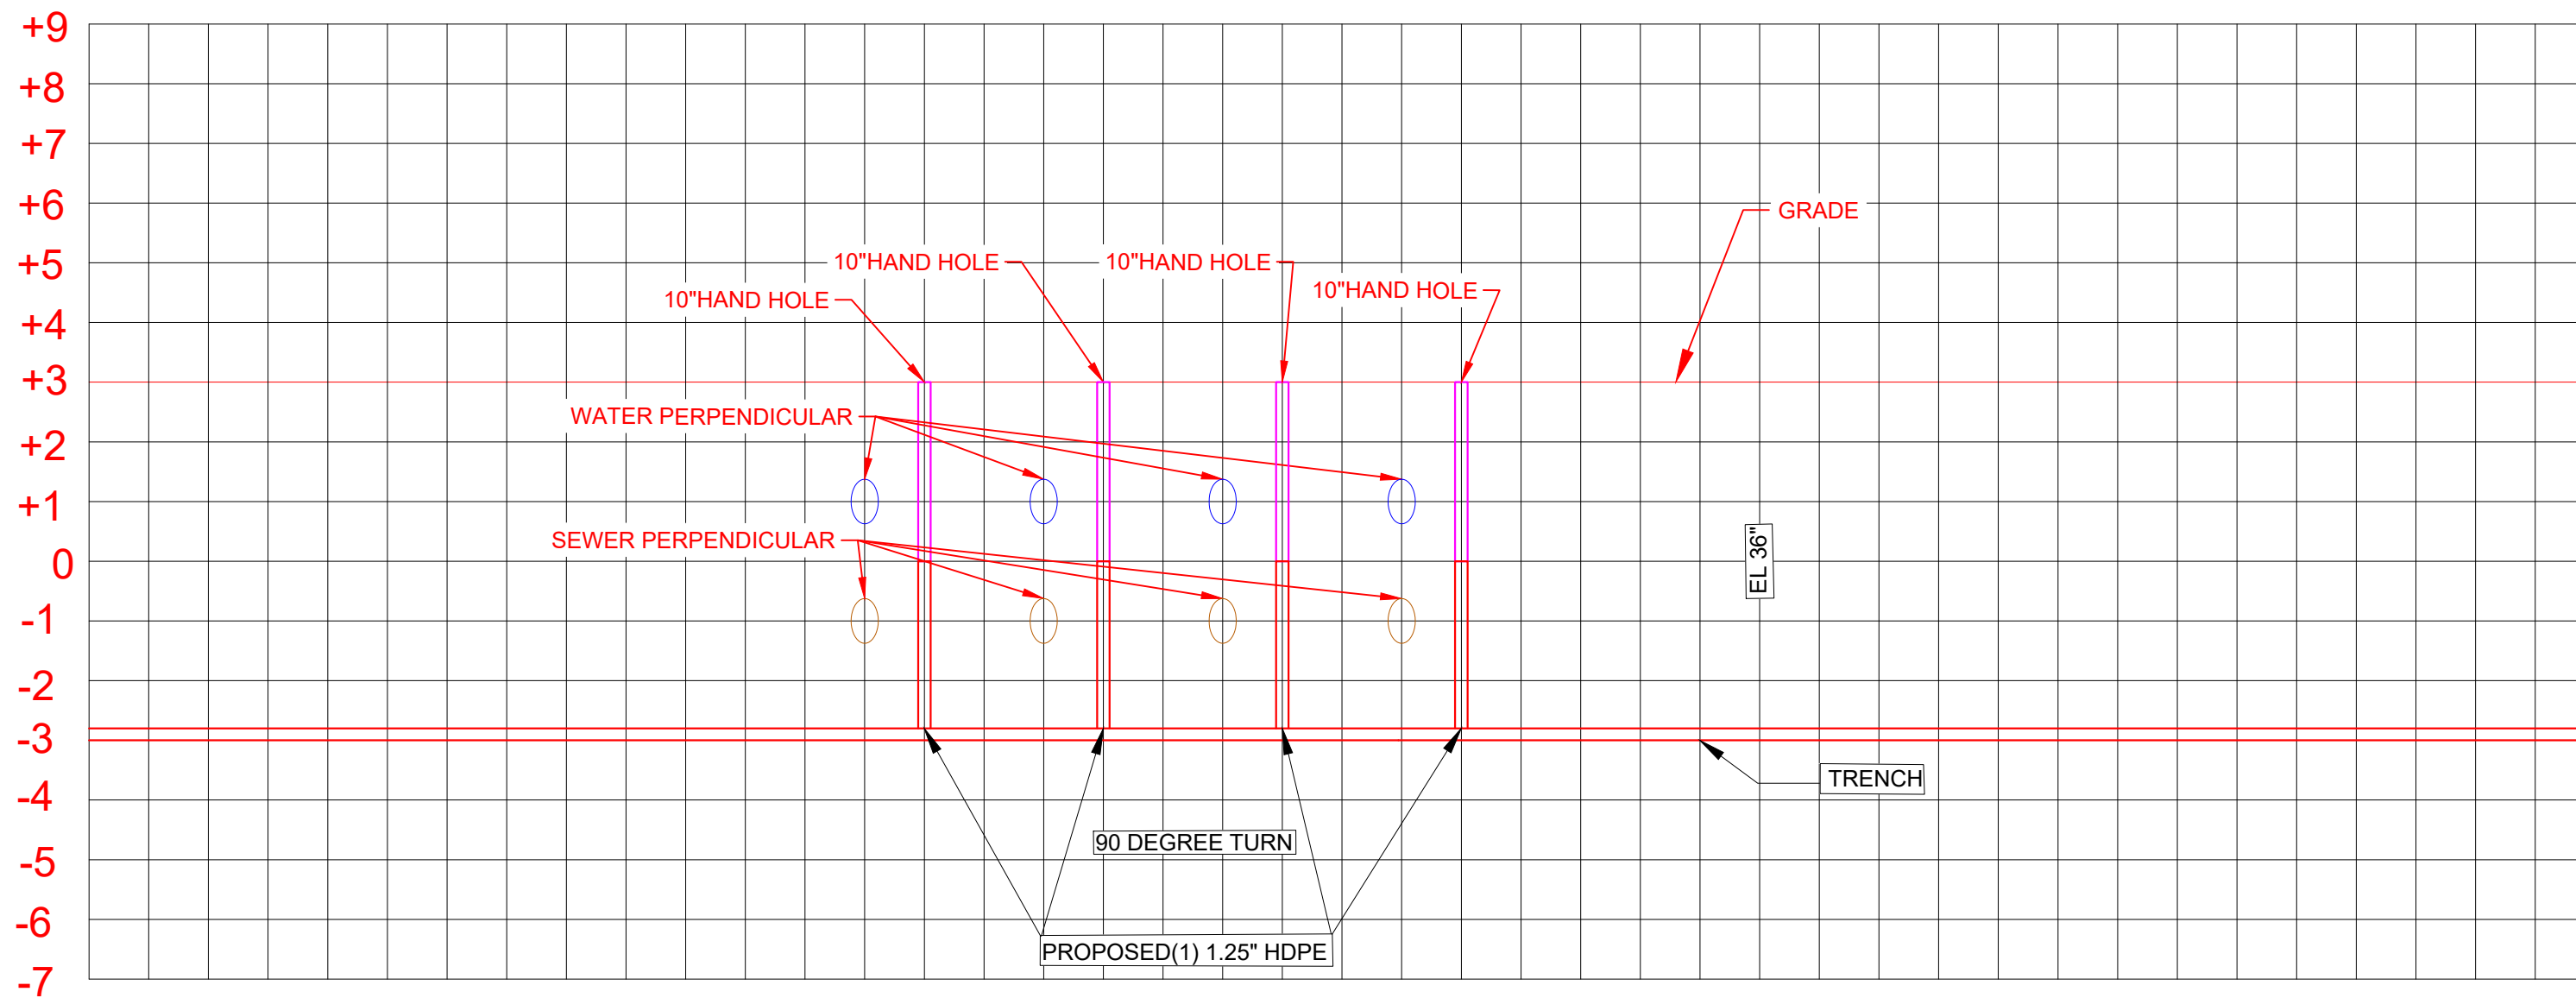 +9
+8
+7
+6
+5
+4
+3
+2
+1
0
-1
-2
-3
-4
-5
-6
-7
GRADE
10"HAND HOLE
10"HAND HOLE
10"HAND HOLE
10"HAND HOLE
WATER PERPENDICULAR
SEWER PERPENDICULAR
EL 36"
TRENCH
90 DEGREE TURN
PROPOSED(1) 1.25" HDPE